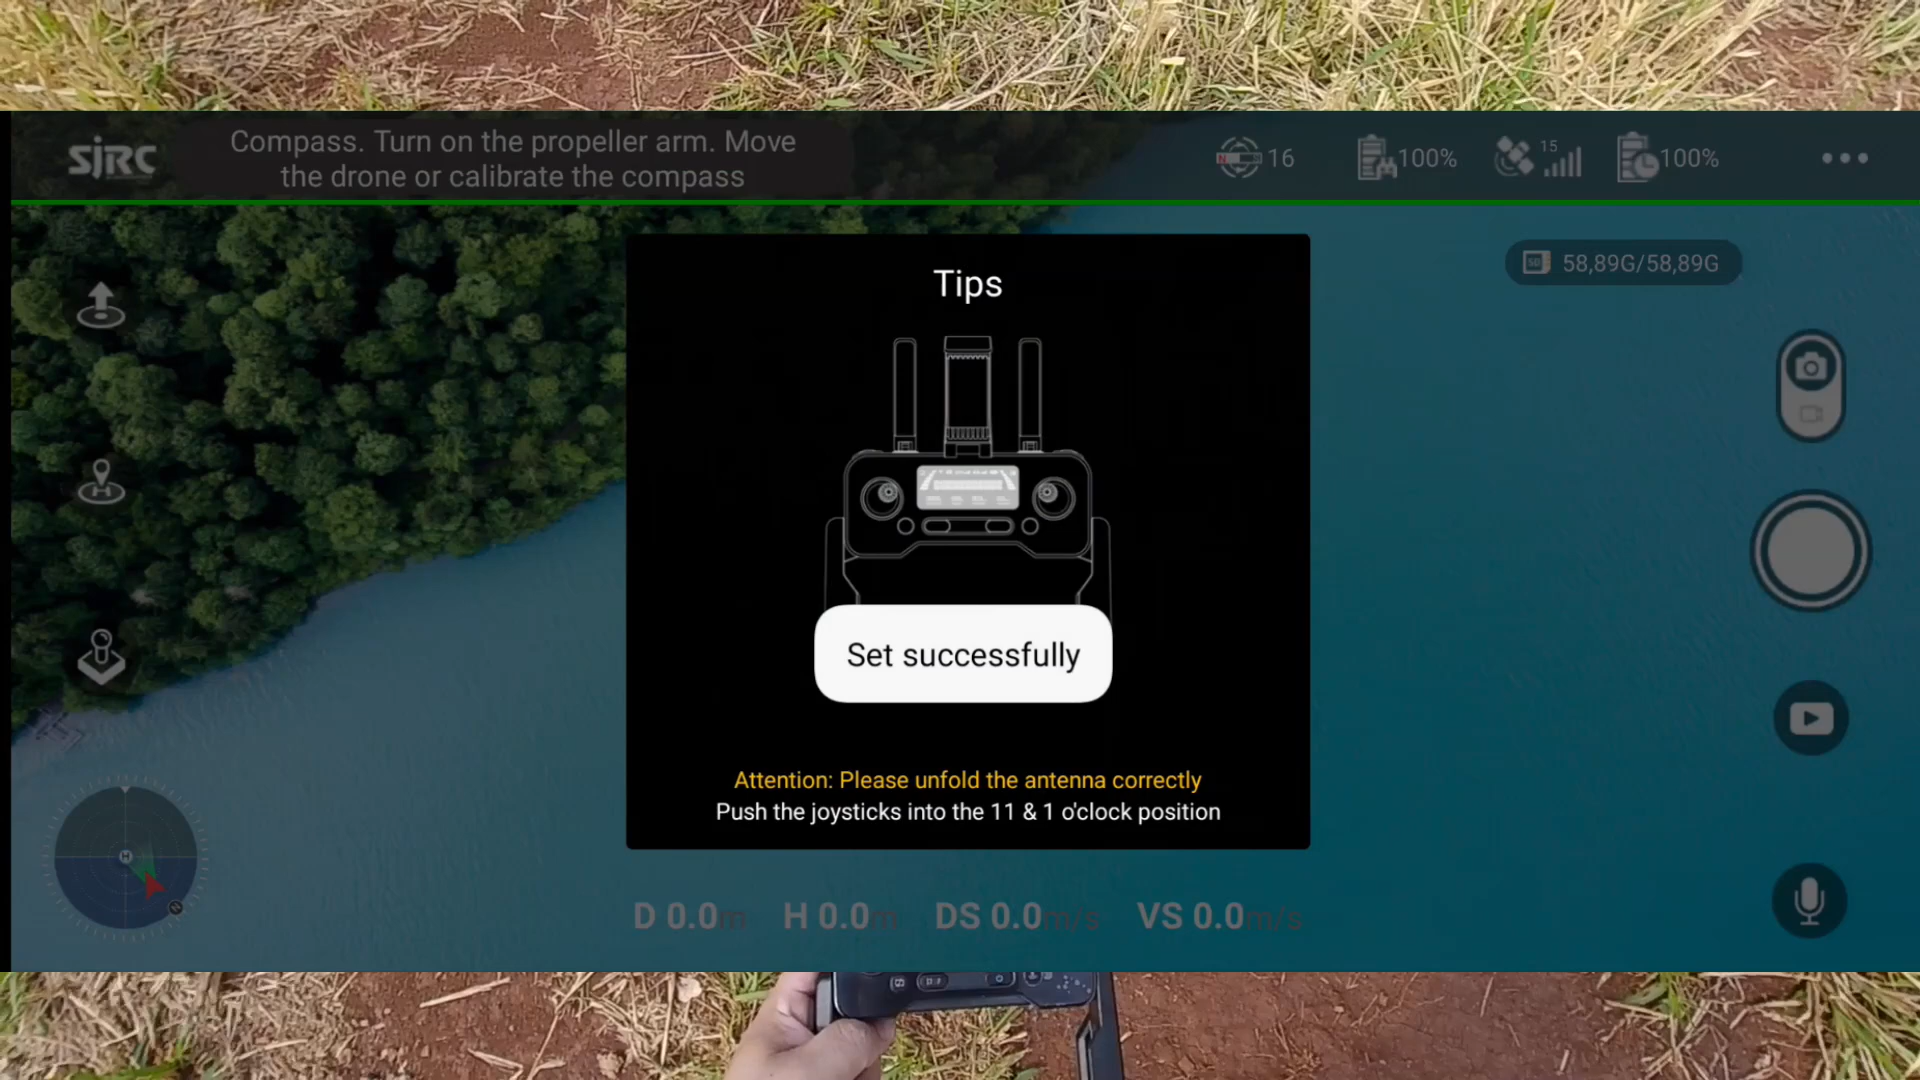 SJRC
Compass. Turn on the propeller arm. Move
the drone or calibrate the compass
N
16
100%
15
100%
SD
58,89G/58,89G
Tips
Set successfully
Attention: Please unfold the antenna correctly
Push the joysticks into the 11 & 1 o'clock position
H
D 0.0m
H 0.0m
DS 0.0m/s
VS 0.0m/s